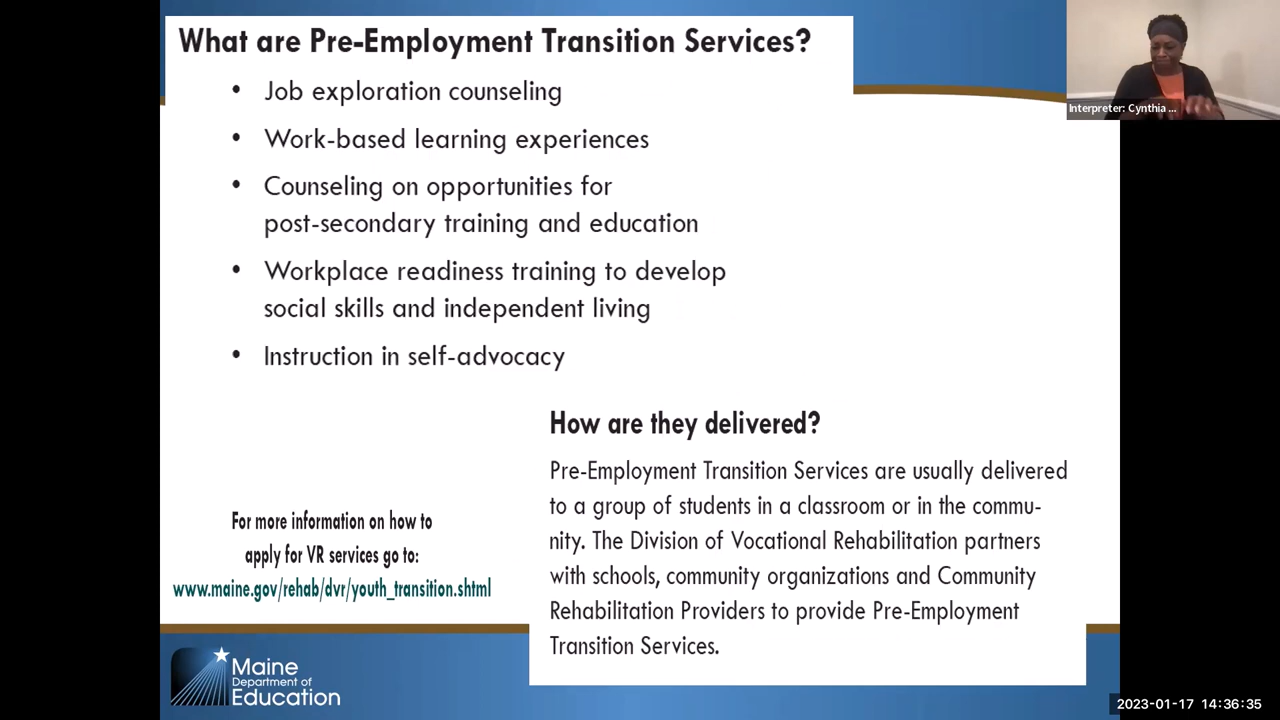 What are Pre-Employment Transition Services?
• Job exploration counseling
• Work-based learning experiences
• Counseling on opportunities for
post-secondary training and education
• Workplace readiness training to develop
social skills and independent living
• Instruction in self-advocacy
How are they delivered?
Pre-Employment Transition Services are usually delivered
to a group of students in a classroom or in the commu-
nity. The Division of Vocational Rehabilitation partners
with schools, community organizations and Community
Rehabilitation Providers to provide Pre-Employment
Transition Services.
For more information on how to
apply for VR services go to:
www.maine.gov/rehab/dvr/youth_transition.shtml
Maine
Department of
Education
Interpreter: Cynthia ...
2023-01-17 14:36:35